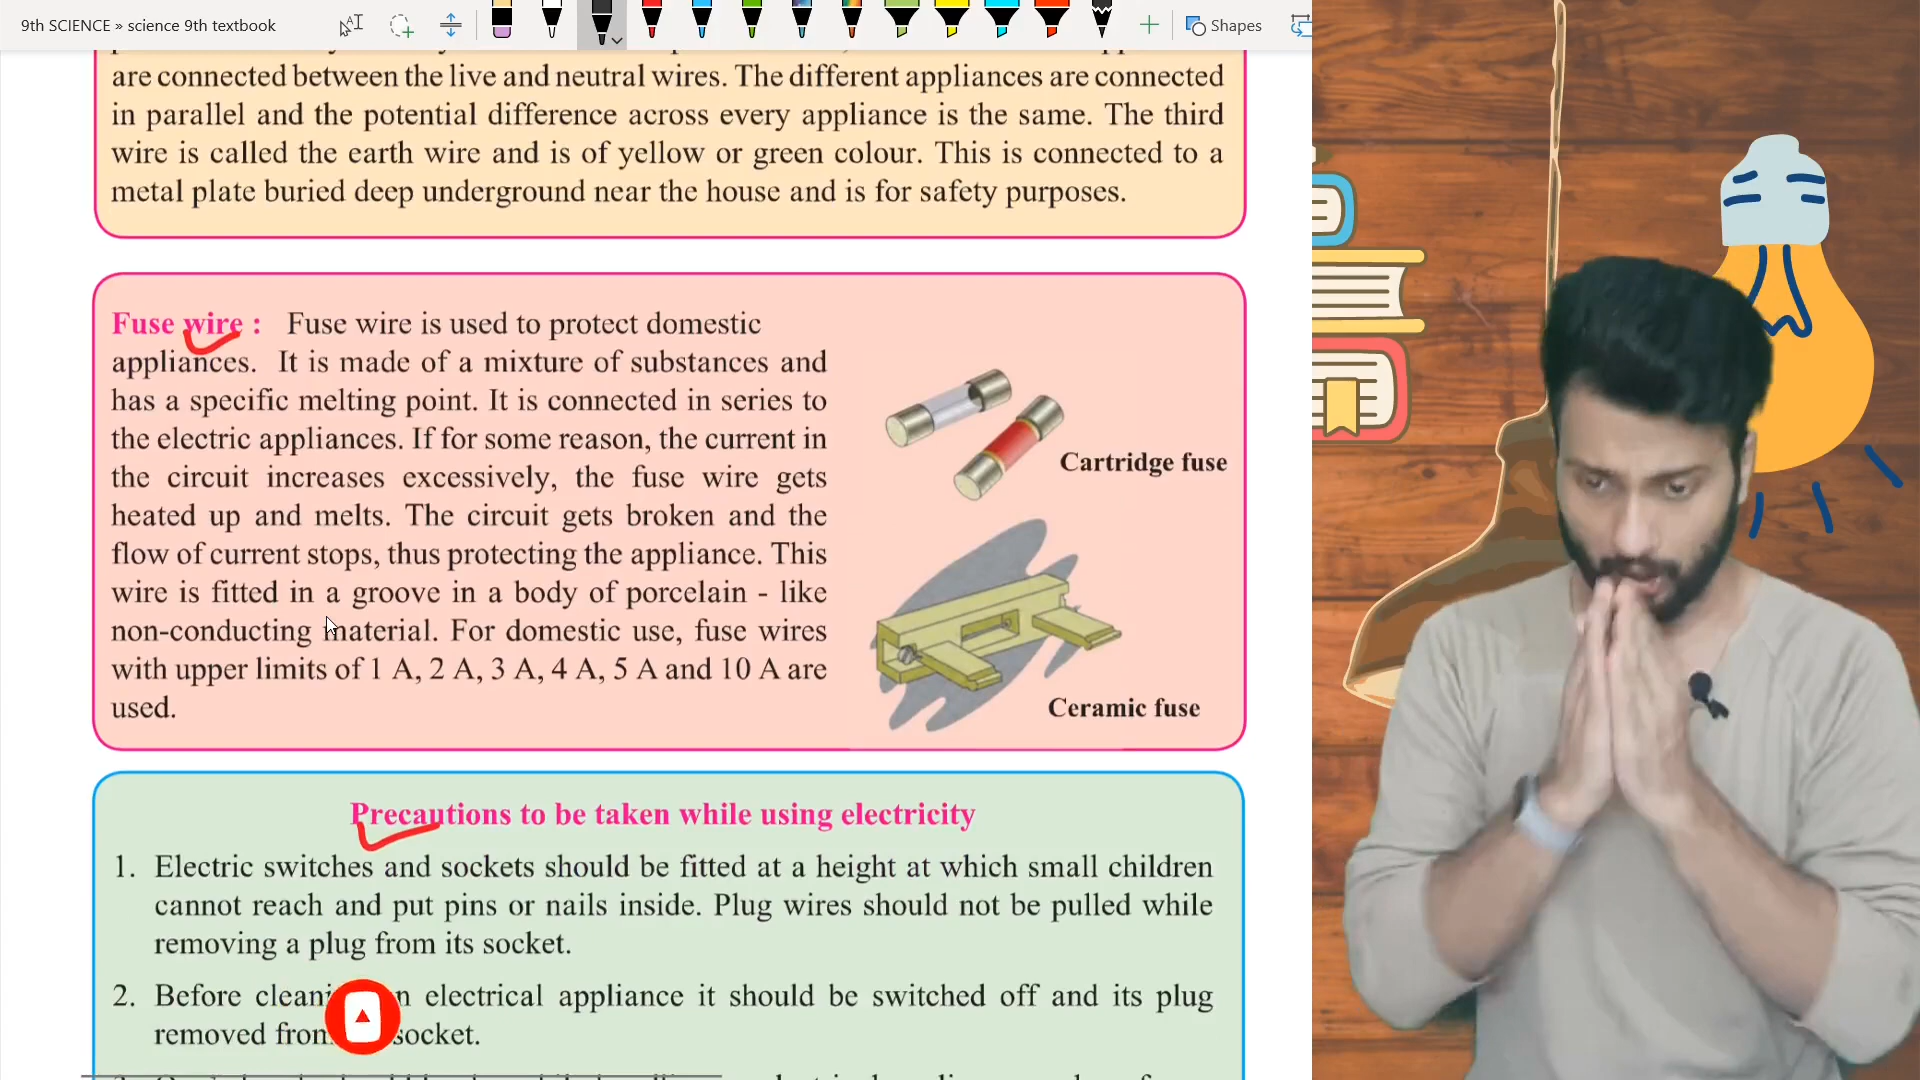 9th SCIENCE » science 9th textbook
Shapes
are connected between the live and neutral wires. The different appliances are connected
in parallel and the potential difference across every appliance is the same. The third
wire is called the earth wire and is of yellow or green colour. This is connected to a
metal plate buried deep underground near the house and is for safety purposes.
Fuse wire : Fuse wire is used to protect domestic
appliances. It is made of a mixture of substances and
has a specific melting point. It is connected in series to
the electric appliances. If for some reason, the current in
the circuit increases excessively, the fuse wire gets
heated up and melts. The circuit gets broken and the
flow of current stops, thus protecting the appliance. This
wire is fitted in a groove in a body of porcelain - like
non-conducting material. For domestic use, fuse wires
with upper limits of 1 A, 2 A, 3 A, 4 A, 5 A and 10 A are
used.
Cartridge fuse
Ceramic fuse
Precautions to be taken while using electricity
1. Electric switches and sockets should be fitted at a height at which small children
cannot reach and put pins or nails inside. Plug wires should not be pulled while
removing a plug from its socket.
2. Before electrical appliance it should be switched off and its plug
removed socket.